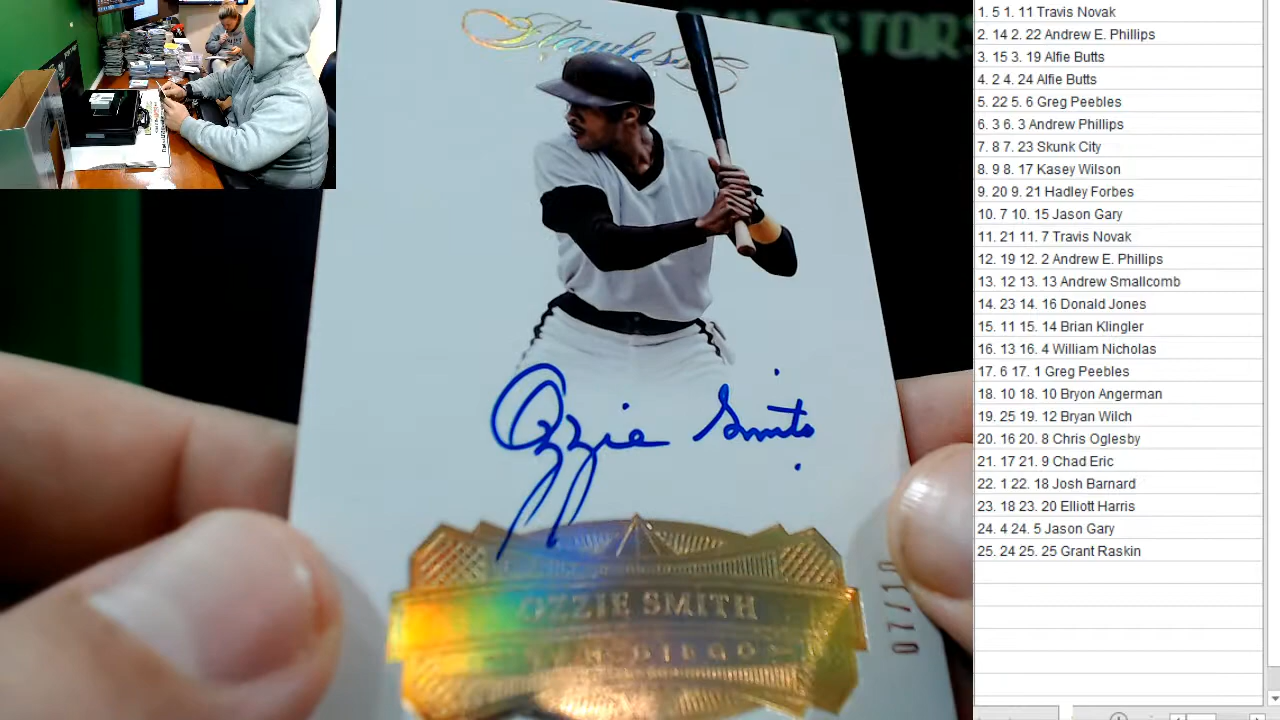 Flawless
Ozzie Smith
OZZIE SMITH
SAN DIEGO
07/10
1. 5 1. 11 Travis Novak
2. 14 2. 22 Andrew E. Phillips
3. 15 3. 19 Alfie Butts
4. 2 4. 24 Alfie Butts
5. 22 5. 6 Greg Peebles
6. 3 6. 3 Andrew Phillips
7. 8 7. 23 Skunk City
8. 9 8. 17 Kasey Wilson
9. 20 9. 21 Hadley Forbes
10. 7 10. 15 Jason Gary
11. 21 11. 7 Travis Novak
12. 19 12. 2 Andrew E. Phillips
13. 12 13. 13 Andrew Smallcomb
14. 23 14. 16 Donald Jones
15. 11 15. 14 Brian Klingler
16. 13 16. 4 William Nicholas
17. 6 17. 1 Greg Peebles
18. 10 18. 10 Bryon Angerman
19. 25 19. 12 Bryan Wilch
20. 16 20. 8 Chris Oglesby
21. 17 21. 9 Chad Eric
22. 1 22. 18 Josh Barnard
23. 18 23. 20 Elliott Harris
24. 4 24. 5 Jason Gary
25. 24 25. 25 Grant Raskin